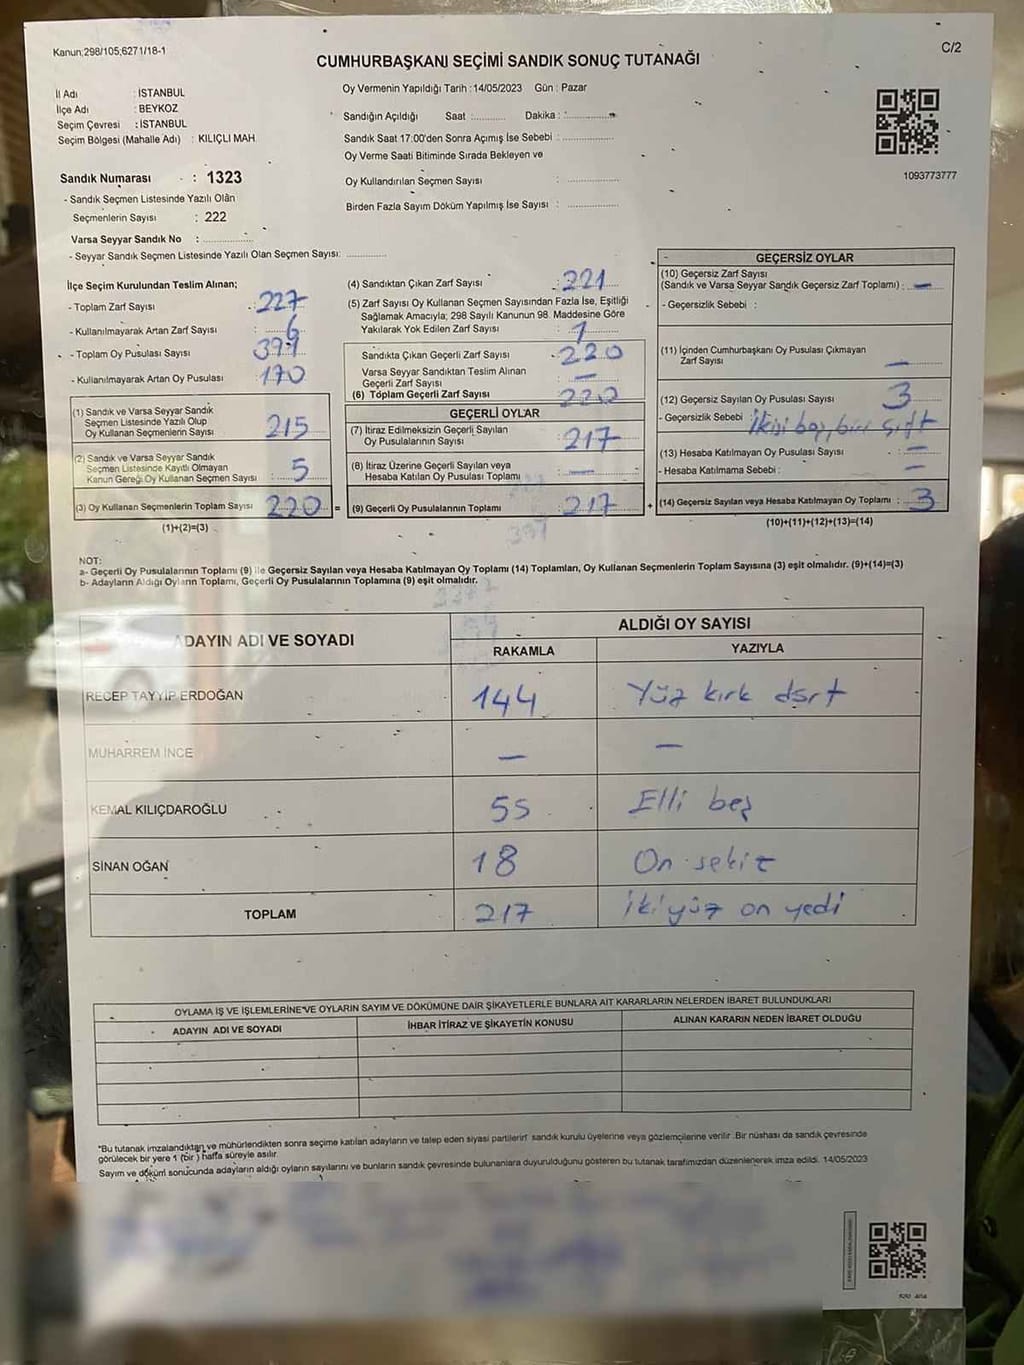 Kanun;298/105,6271/18-1
C/2
CUMHURBAŞKANI SEÇİMİ SANDIK SONUÇ TUTANAĞI
İl Adı : İSTANBUL
İlçe Adı : BEYKOZ
Seçim Çevresi : İSTANBUL
Seçim Bölgesi (Mahalle Adı) : KILIÇLI MAH.
Oy Vermenin Yapıldığı Tarih : 14/05/2023 Gün : Pazar
Sandığın Açıldığı Saat : Dakika :
Sandık Saat 17:00'den Sonra Açımış İse Sebebi :
Oy Verme Saati Bitiminde Sırada Bekleyen ve
Oy Kullandırılan Seçmen Sayısı :
Birden Fazla Sayım Döküm Yapılmış İse Sayısı :
1093773777
Sandık Numarası : 1323
- Sandık Seçmen Listesinde Yazılı Olan
Seçmenlerin Sayısı : 222
Varsa Seyyar Sandık No :
- Seyyar Sandık Seçmen Listesinde Yazılı Olan Seçmen Sayısı:
İlçe Seçim Kurulundan Teslim Alınan;
- Toplam Zarf Sayısı : 227
- Kullanılmayarak Artan Zarf Sayısı : 6
- Toplam Oy Pusulası Sayısı
- Kullanılmayarak Artan Oy Pusulası : 170
(1) Sandık ve Varsa Seyyar Sandık
Seçmen Listesinde Yazılı Olup
Oy Kullanan Seçmenlerin Sayısı : 215
(2) Sandık ve Varsa Seyyar Sandık
Seçmen Listesinde Kayıtlı Olmayan
Kanun Gereği Oy Kullanan Seçmen Sayısı : 5
(3) Oy Kullanan Seçmenlerin Toplam Sayısı : 220 =
(1)+(2)=(3)
(4) Sandıktan Çıkan Zarf Sayısı : 221
(5) Zarf Sayısı Oy Kullanan Seçmen Sayısından Fazla İse, Eşitliği
Sağlamak Amacıyla; 298 Sayılı Kanunun 98. Maddesine Göre
Yakılarak Yok Edilen Zarf Sayısı : 1
Sandıkta Çıkan Geçerli Zarf Sayısı : 220
Varsa Seyyar Sandıktan Teslim Alınan
Geçerli Zarf Sayısı : —
(6) Toplam Geçerli Zarf Sayısı : 220
GEÇERLİ OYLAR
(7) İtiraz Edilmeksizin Geçerli Sayılan
Oy Pusulalarının Sayısı : 217
(8) İtiraz Üzerine Geçerli Sayılan veya
Hesaba Katılan Oy Pusulası Toplamı : —
(9) Geçerli Oy Pusulalarının Toplamı : 217 +
GEÇERSİZ OYLAR
(10) Geçersiz Zarf Sayısı
(Sandık ve Varsa Seyyar Sandık Geçersiz Zarf Toplamı) : —
- Geçersizlik Sebebi :
(11) İçinden Cumhurbaşkanı Oy Pusulası Çıkmayan
Zarf Sayısı : —
(12) Geçersiz Sayılan Oy Pusulası Sayısı : 3
- Geçersizlik Sebebi : İkisi boş, biri çift
(13) Hesaba Katılmayan Oy Pusulası Sayısı : —
- Hesaba Katılmama Sebebi : —
(14) Geçersiz Sayılan veya Hesaba Katılmayan Oy Toplamı : 3
(10)+(11)+(12)+(13)=(14)
NOT:
a- Geçerli Oy Pusulalarının Toplamı (9) ile Geçersiz Sayılan veya Hesaba Katılmayan Oy Toplamı (14) Toplamları, Oy Kullanan Seçmenlerin Toplam Sayısına (3) eşit olmalıdır. (9)+(14)=(3)
b- Adayların Aldığı Oyların Toplamı, Geçerli Oy Pusulalarının Toplamına (9) eşit olmalıdır.
ADAYIN ADI VE SOYADI
ALDIĞI OY SAYISI
RAKAMLA YAZIYLA
RECEP TAYYİP ERDOĞAN 144 Yüz kırk dört
MUHARREM İNCE — —
KEMAL KILIÇDAROĞLU 55 Elli beş
SİNAN OĞAN 18 On sekiz
TOPLAM 217 İkiyüz on yedi
OYLAMA İŞ VE İŞLEMLERİNE VE OYLARIN SAYIM VE DÖKÜMÜNE DAİR ŞİKAYETLERLE BUNLARA AİT KARARLARIN NELERDEN İBARET BULUNDUKLARI
ADAYIN ADI VE SOYADI İHBAR İTİRAZ VE ŞİKAYETİN KONUSU ALINAN KARARIN NEDEN İBARET OLDUĞU
*Bu tutanak imzalandıktan ve mühürlendikten sonra seçime katılan adayların ve talep eden siyasi partilerin sandık kurulu üyelerine veya gözlemcilerine verilir. Bir nüshası da sandık çevresinde
görülecek bir yere 1 (bir) hafta süreyle asılır.
Sayım ve döküm sonucunda adayların aldığı oyların sayılarını ve bunların sandık çevresinde bulunanlara duyurulduğunu gösteren bu tutanak tarafımızdan düzenlenerek imza edildi. 14/05/2023